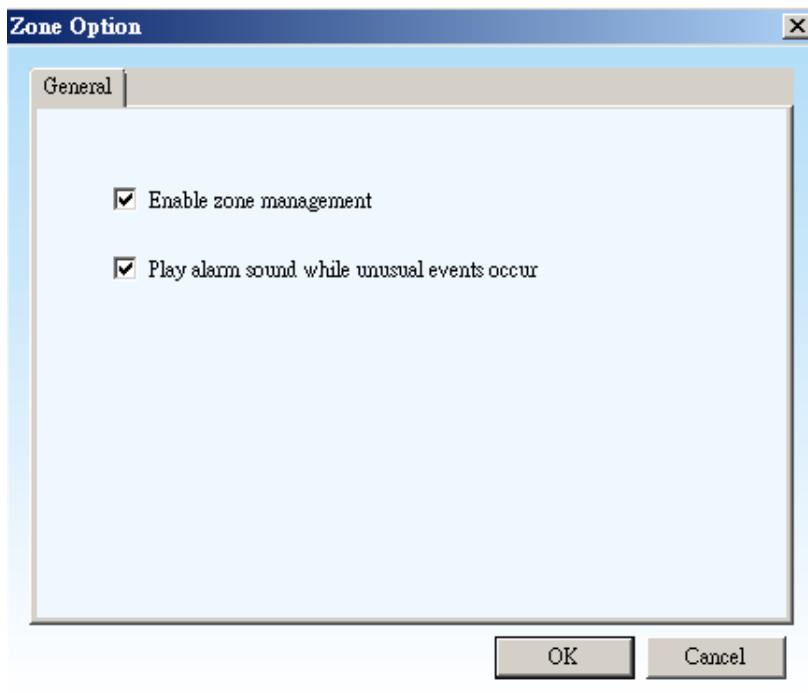 Zone Option
General
Enable zone management
Play alarm sound while unusual events occur
OK
Cancel